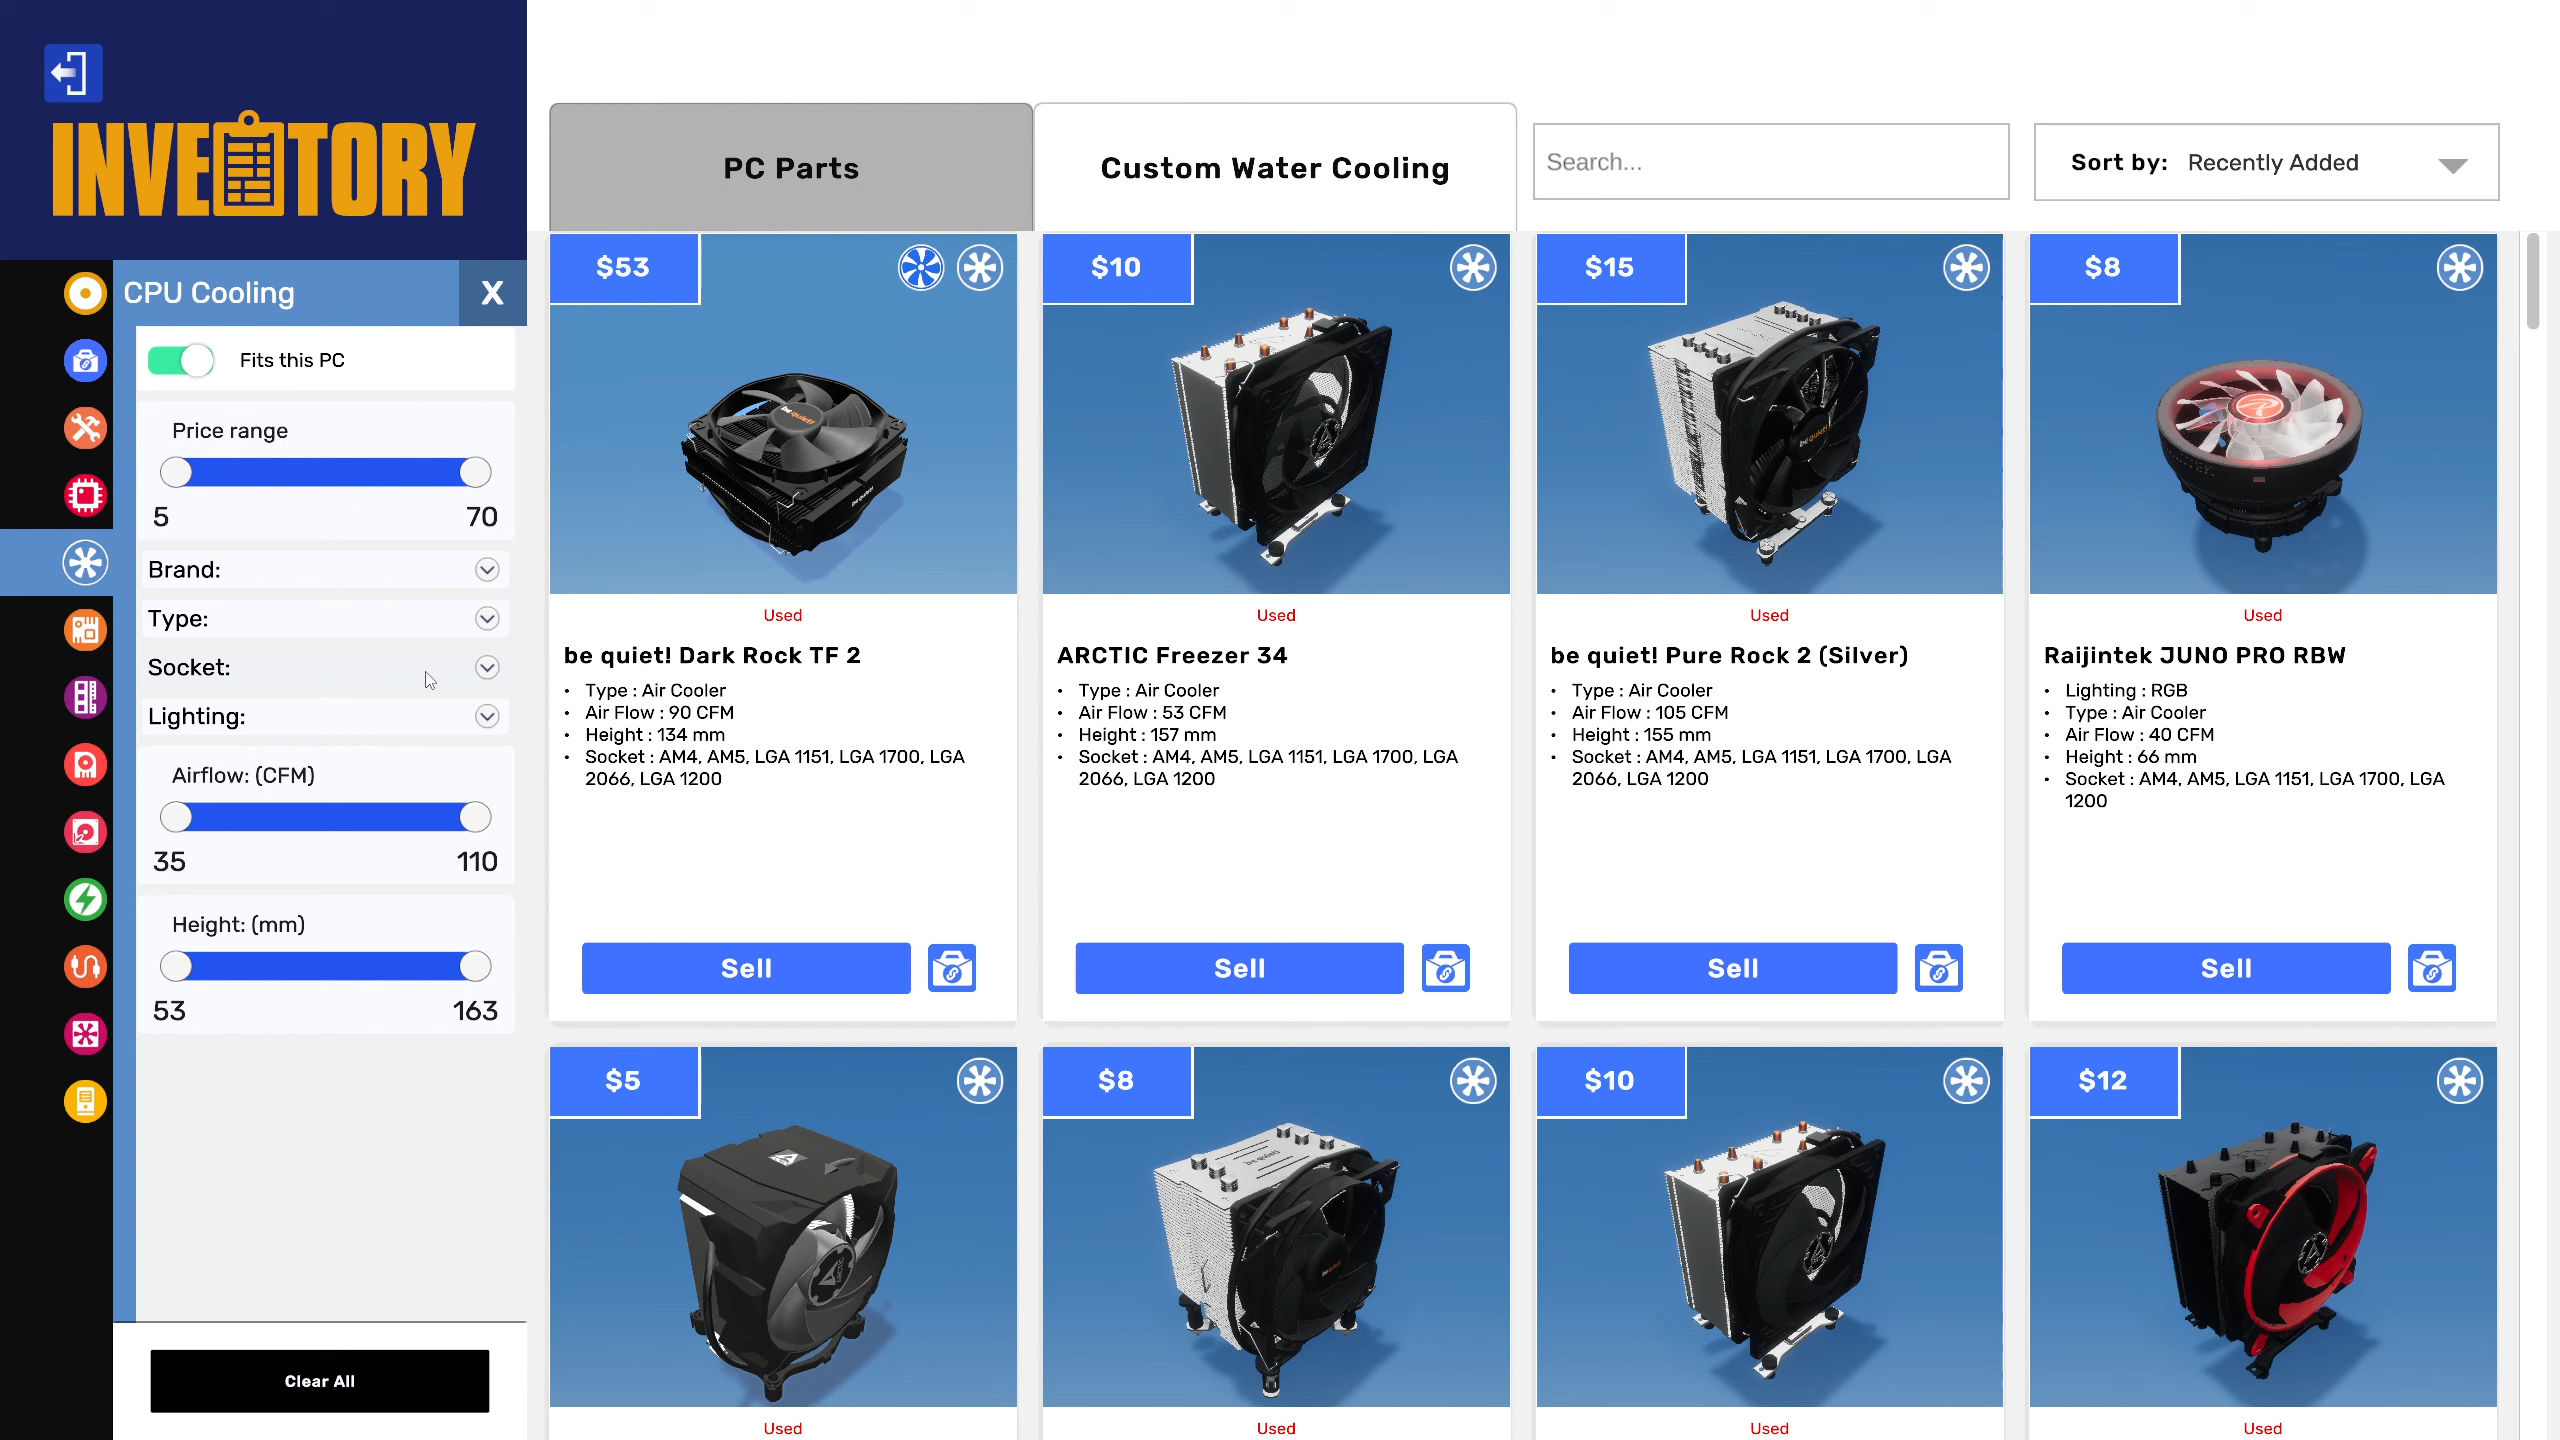 INVENTORY
PC Parts
Custom Water Cooling
Search...
Sort by: Recently Added
CPU Cooling
X
Fits this PC
Price range
5 70
Brand:
Type:
Socket:
Lighting:
Airflow: (CFM)
35 110
Height: (mm)
53 163
Clear All
$53
Used
be quiet! Dark Rock TF 2
• Type : Air Cooler
• Air Flow : 90 CFM
• Height : 134 mm
• Socket : AM4, AM5, LGA 1151, LGA 1700, LGA
2066, LGA 1200
Sell
$10
Used
ARCTIC Freezer 34
• Type : Air Cooler
• Air Flow : 53 CFM
• Height : 157 mm
• Socket : AM4, AM5, LGA 1151, LGA 1700, LGA
2066, LGA 1200
Sell
$15
be quiet!
Used
be quiet! Pure Rock 2 (Silver)
• Type : Air Cooler
• Air Flow : 105 CFM
• Height : 155 mm
• Socket : AM4, AM5, LGA 1151, LGA 1700, LGA
2066, LGA 1200
Sell
$8
Used
Raijintek JUNO PRO RBW
• Lighting : RGB
• Type : Air Cooler
• Air Flow : 40 CFM
• Height : 66 mm
• Socket : AM4, AM5, LGA 1151, LGA 1700, LGA
1200
Sell
$5
Used
$8
be quiet!
Used
$10
Used
$12
Used